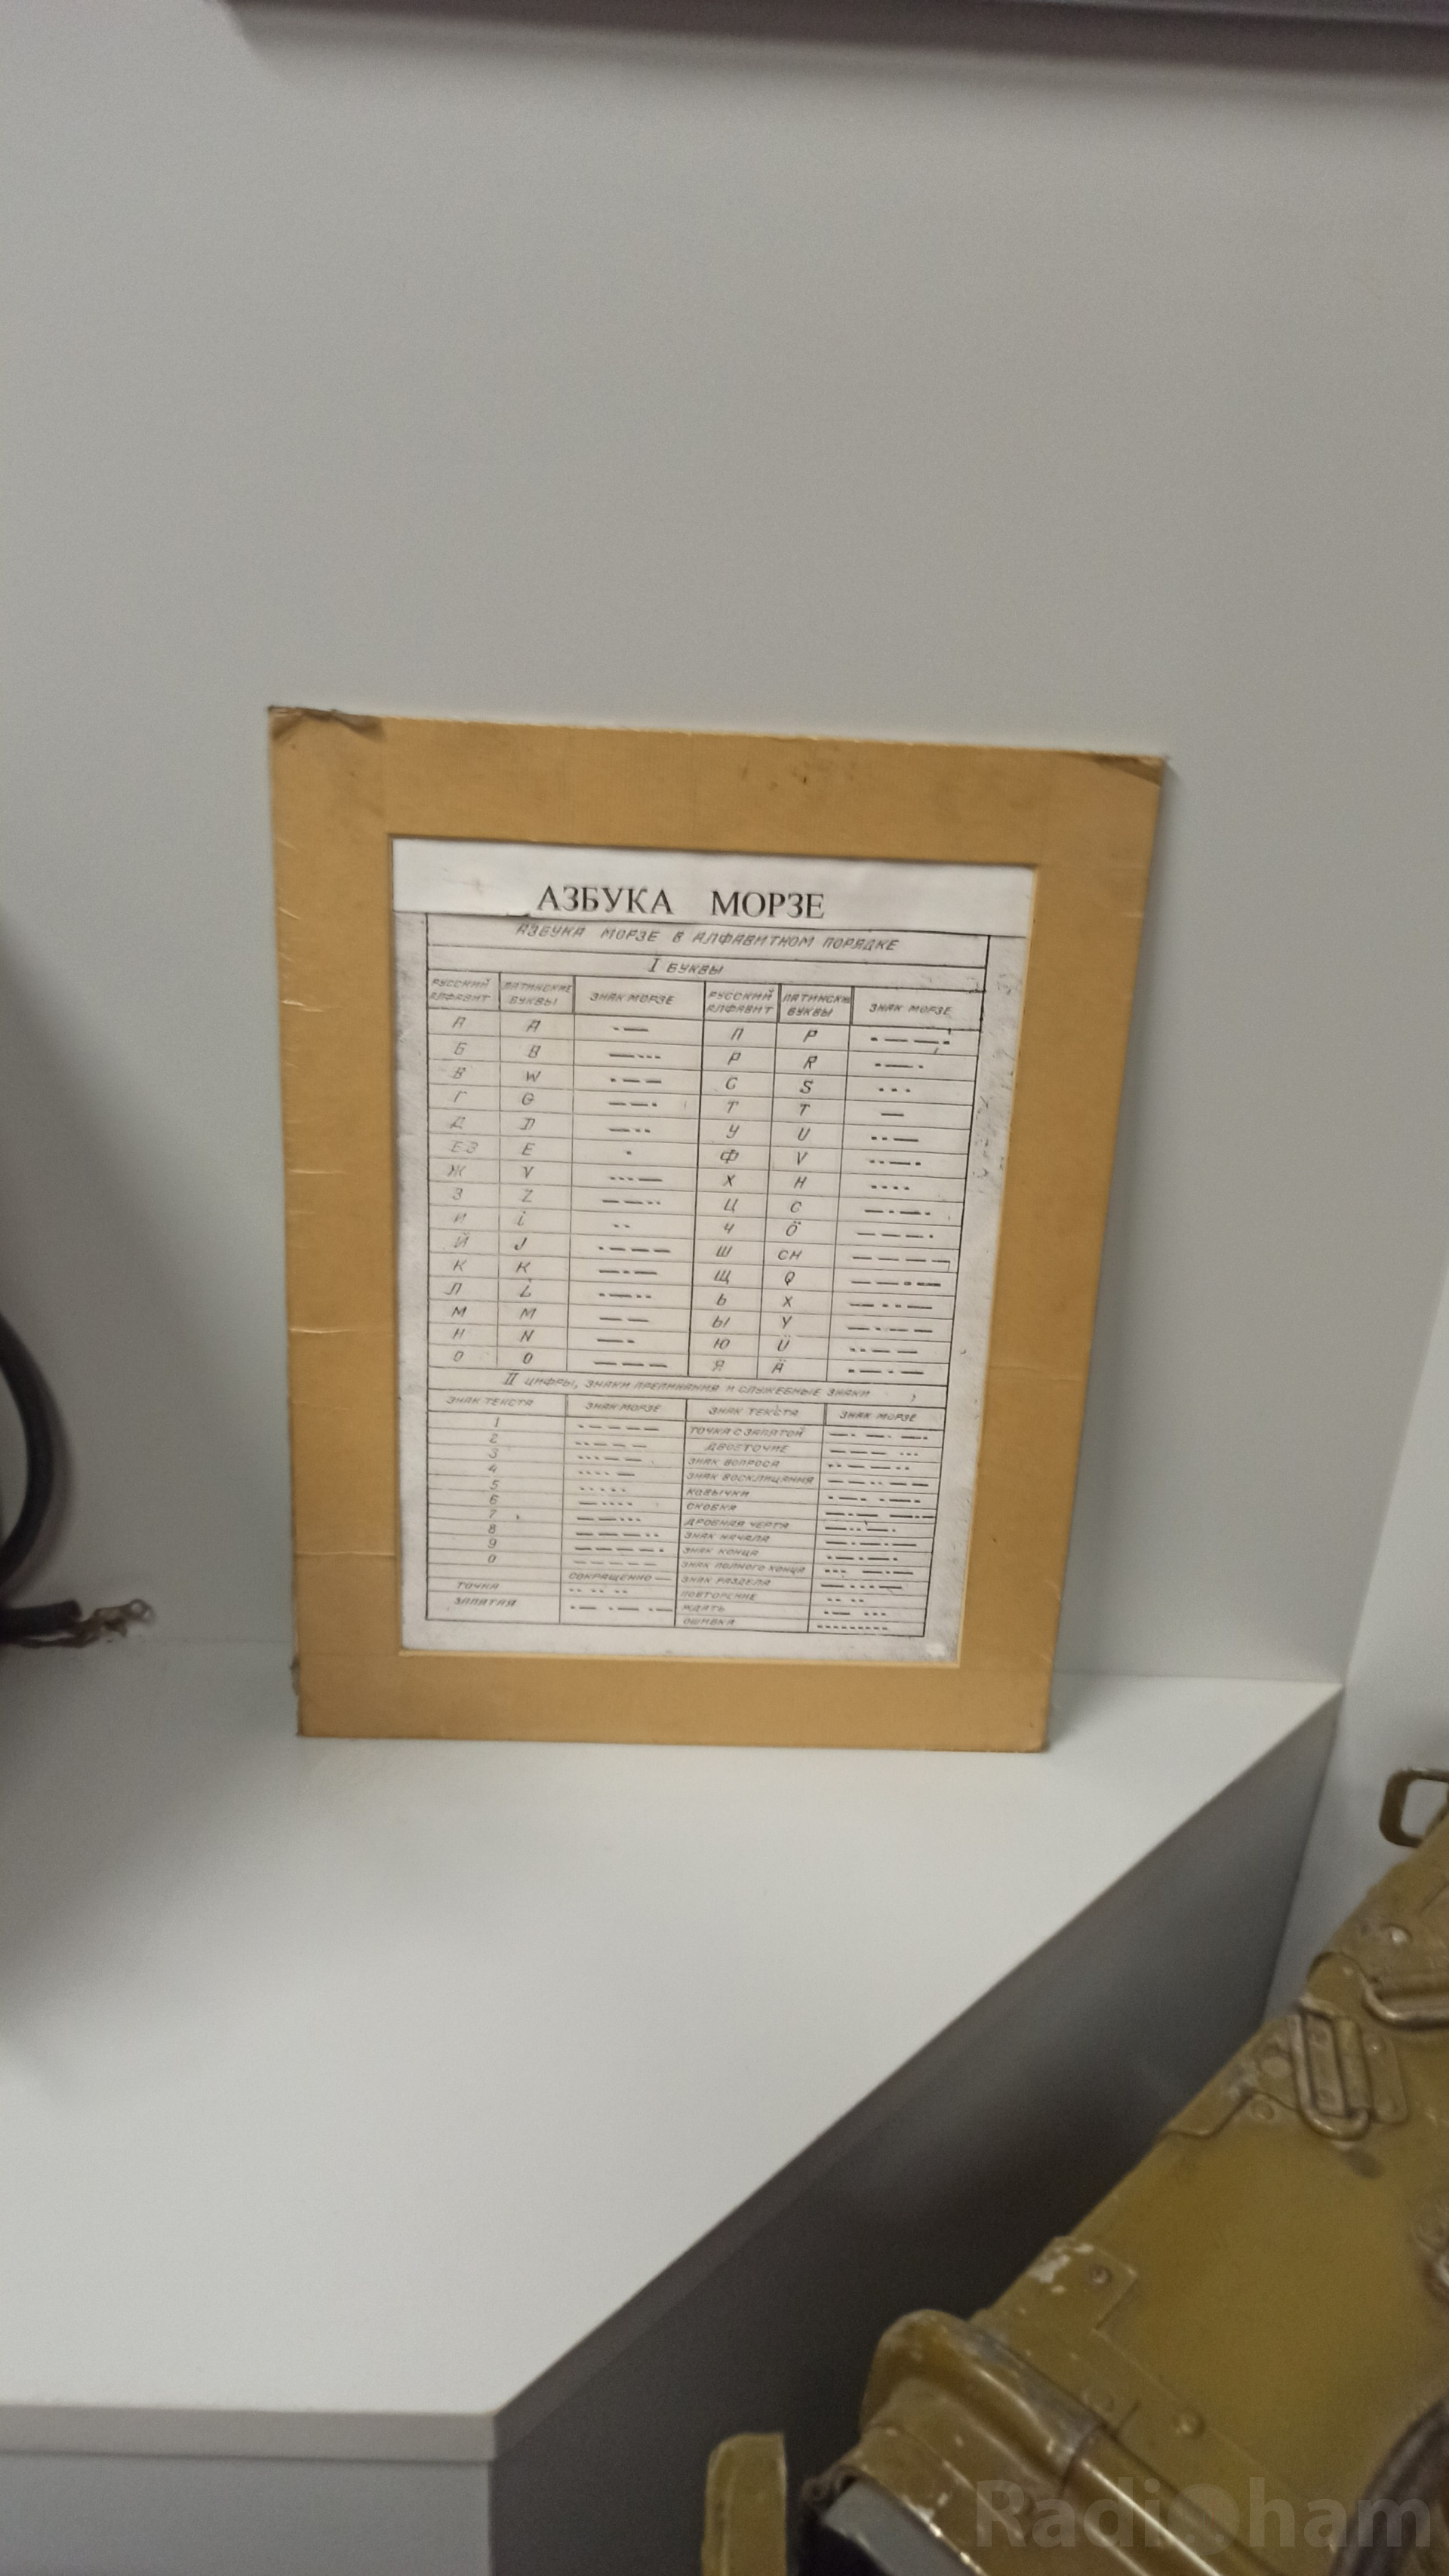 АЗБУКА МОРЗЕ
АЗБУКА МОРЗЕ В АЛФАВИТНОМ ПОРЯДКЕ
I БУКВЫ
РУССКИЙ АЛФАВИТ ЛАТИНСКИЕ БУКВЫ ЗНАК МОРЗЕ РУССКИЙ АЛФАВИТ ЛАТИНСКИЕ БУКВЫ ЗНАК МОРЗЕ
А A ·— П P ·——·
Б B —··· Р R ·—·
В W ·—— С S ···
Г G ——· Т T —
Д D —·· У U ··—
ЕЭ E · Ф V ··—·
Ж V ···— Х H ····
З Z ——·· Ц C —·—·
И i ·· Ч Ö ———·
Й J ·——— Ш CH ————
К K —·— Щ Q ——·—
Л L ·—·· Ь X —··—
М M —— Ы Y —·——
Н N —· Ю Ü ··——
О O ——— Я Ä ·—·—
II ЦИФРЫ, ЗНАКИ ПРЕПИНАНИЯ И СЛУЖЕБНЫЕ ЗНАКИ
ЗНАК ТЕКСТА ЗНАК МОРЗЕ ЗНАК ТЕКСТА ЗНАК МОРЗЕ
1 ·———— ТОЧКА С ЗАПЯТОЙ —·—·—·
2 ··——— ДВОЕТОЧИЕ ———···
3 ···—— ЗНАК ВОПРОСА ··——··
4 ····— ЗНАК ВОСКЛИЦАНИЯ ——··——
5 ····· КАВЫЧКИ ·—··—·
6 —···· СКОБКА —·——·—
7 ——··· ДРОБНАЯ ЧЕРТА —··—·
8 ———·· ЗНАК НАЧАЛА
9 ————· ЗНАК КОНЦА ·—·—·
0 ————— ЗНАК ПОЛНОГО КОНЦА ···—·—
СОКРАЩЕННО — ЗНАК РАЗДЕЛА —···—
ТОЧКА ·· ·· ·· ПОВТОРЕНИЕ ·· ··
ЗАПЯТАЯ ·—·—·— ЖДАТЬ ·—···
ОШИБКА
Radi ham